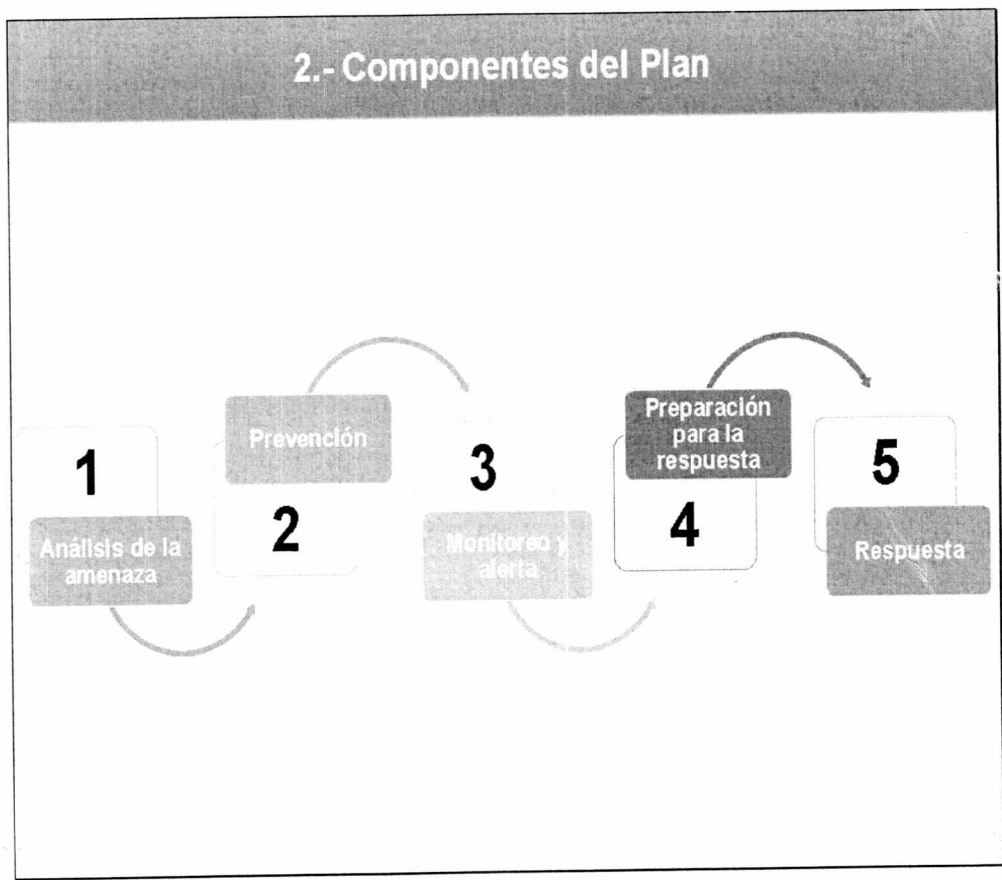 2.- Componentes del Plan
1
Análisis de la
amenaza
Prevención
2
3
Monitoreo y
alerta
Preparación
para la
respuesta
4
5
Respuesta